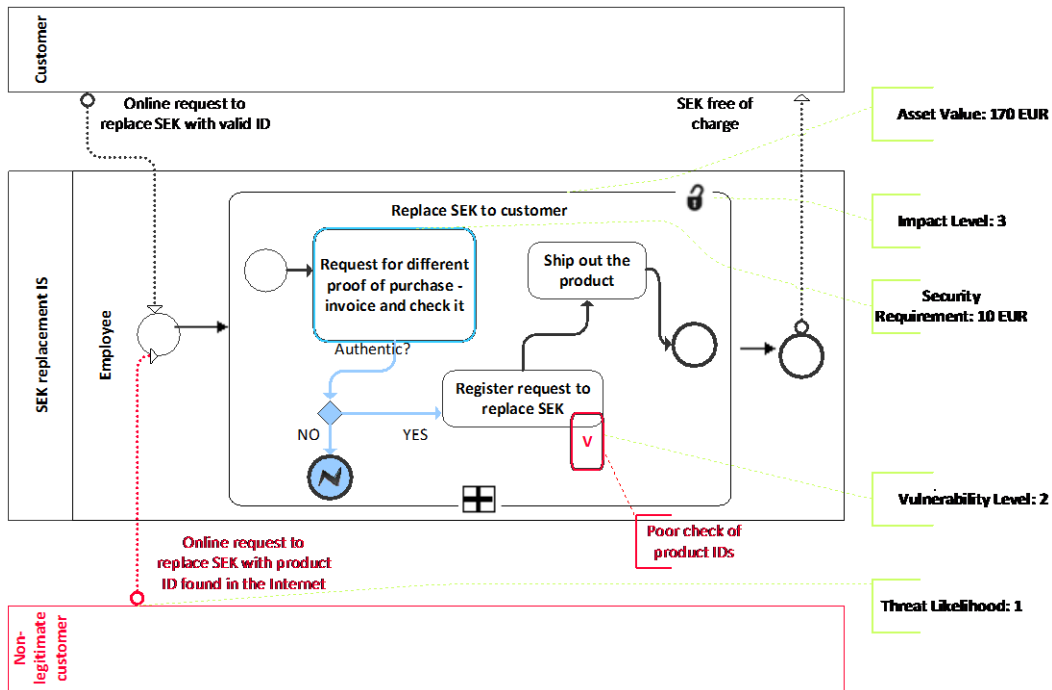 Customer
Online request to
replace SEK with valid ID
SEK free of
charge
Asset Value: 170 EUR
SEK replacement IS
Employee
Replace SEK to customer
Impact Level: 3
Request for different
proof of purchase -
invoice and check it
Ship out the
product
Security
Requirement: 10 EUR
Authentic?
Register request to
replace SEK
NO
YES
V
Vulnerability Level: 2
Poor check of
product IDs
Online request to
replace SEK with product
ID found in the Internet
Threat Likelihood: 1
Non-
legitimate
customer